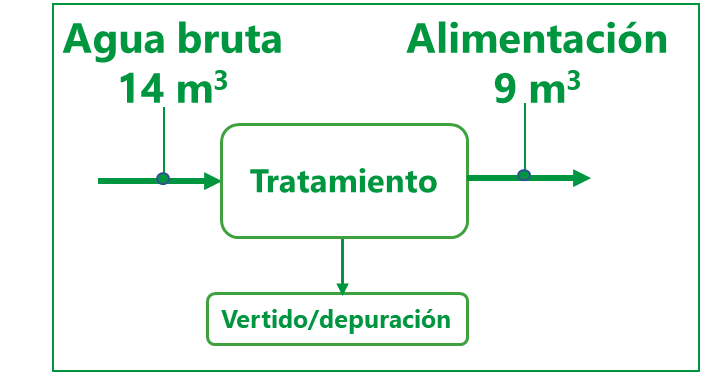 Agua bruta
14 m³
Alimentación
9 m³
Tratamiento
Vertido/depuración